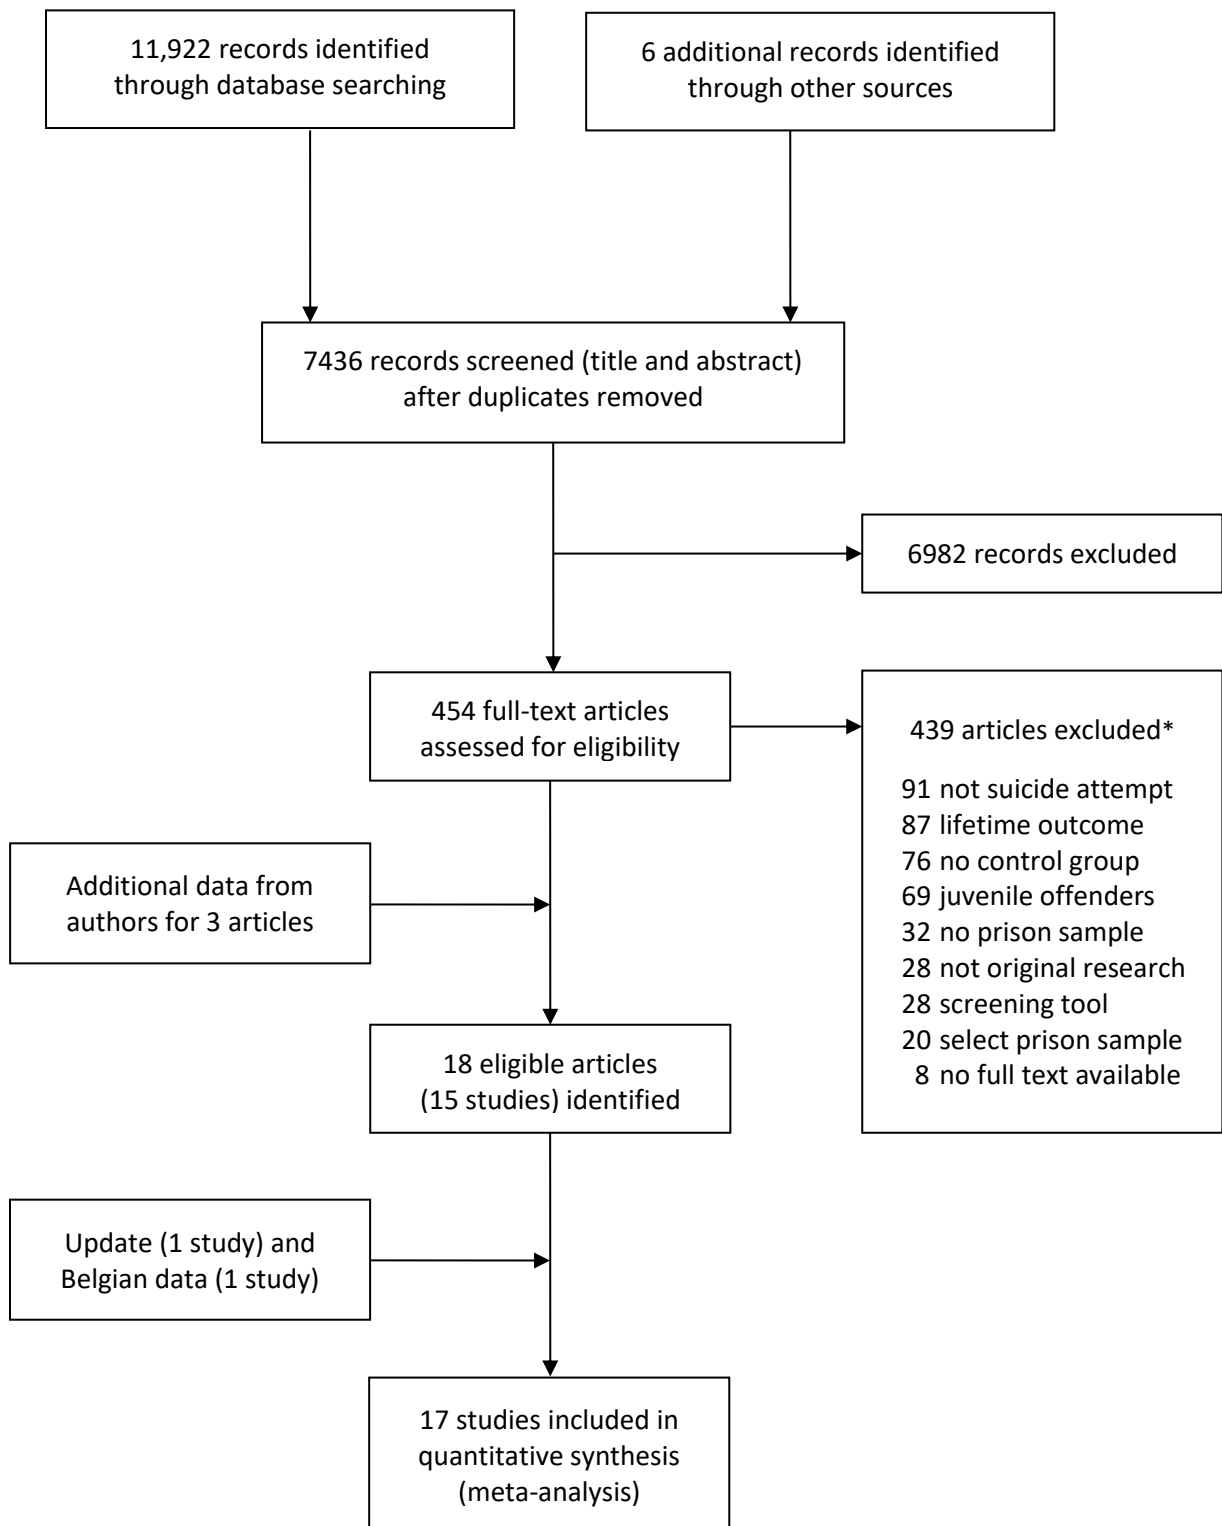 11,922 records identified
through database searching
6 additional records identified
through other sources
7436 records screened (title and abstract)
after duplicates removed
6982 records excluded
454 full-text articles
assessed for eligibility
439 articles excluded*
91 not suicide attempt
87 lifetime outcome
76 no control group
69 juvenile offenders
32 no prison sample
28 not original research
28 screening tool
20 select prison sample
8 no full text available
Additional data from
authors for 3 articles
18 eligible articles
(15 studies) identified
Update (1 study) and
Belgian data (1 study)
17 studies included in
quantitative synthesis
(meta-analysis)